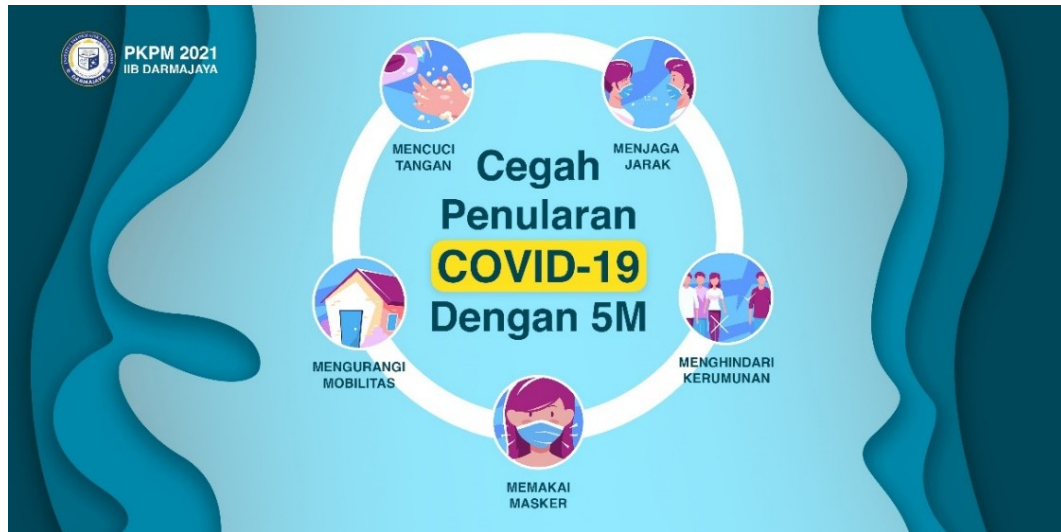 PKPM 2021
IIB DARMAJAYA
MENCUCI
TANGAN
MENJAGA
JARAK
Cegah
Penularan
COVID-19
Dengan 5M
MENGURANGI
MOBILITAS
MENGHINDARI
KERUMUNAN
MEMAKAI
MASKER
DARMAJAYA